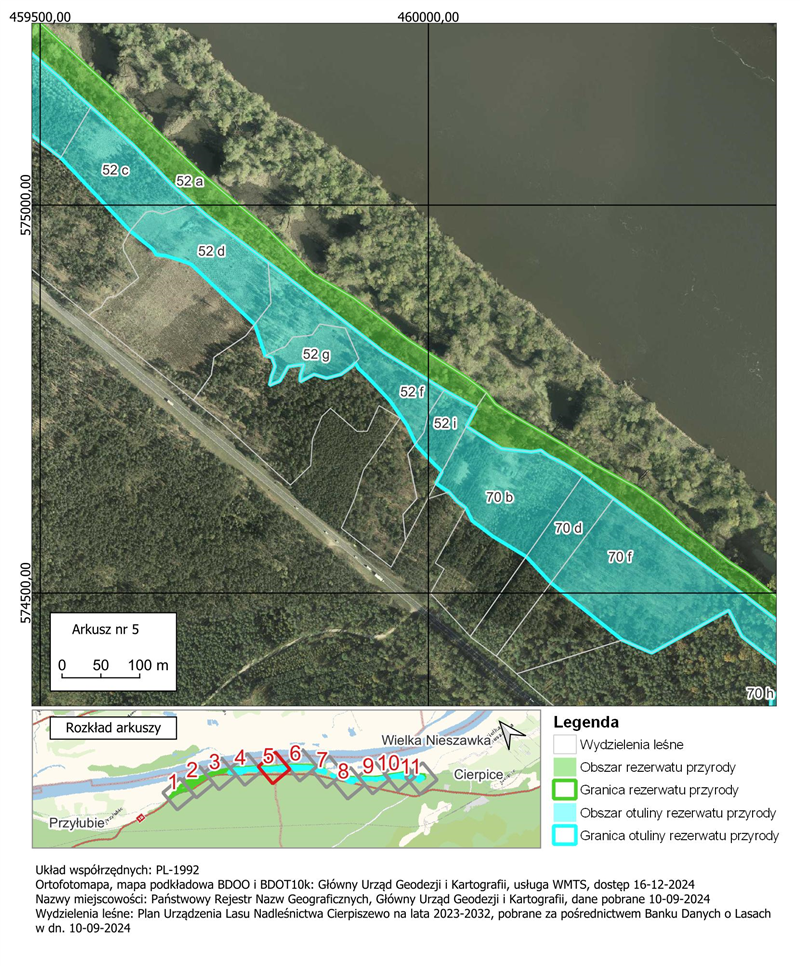 459500,00
460000,00
575000,00
574500,00
52 c
52 a
52 d
52 g
52 f
52 i
70 b
70 d
70 f
70 h
Arkusz nr 5
0 50 100 m
Rozkład arkuszy
Wielka Nieszawka
Cierpice
Przyłubie
1 2 3 4 5 6 7 8 9 10 11
Legenda
Wydzielenia leśne
Obszar rezerwatu przyrody
Granica rezerwatu przyrody
Obszar otuliny rezerwatu przyrody
Granica otuliny rezerwatu przyrody
Układ współrzędnych: PL-1992
Ortofotomapa, mapa podkładowa BDOO i BDOT10k: Główny Urząd Geodezji i Kartografii, usługa WMTS, dostęp 16-12-2024
Nazwy miejscowości: Państwowy Rejestr Nazw Geograficznych, Główny Urząd Geodezji i Kartografii, dane pobrane 10-09-2024
Wydzielenia leśne: Plan Urządzenia Lasu Nadleśnictwa Cierpiszewo na lata 2023-2032, pobrane za pośrednictwem Banku Danych o Lasach
w dn. 10-09-2024